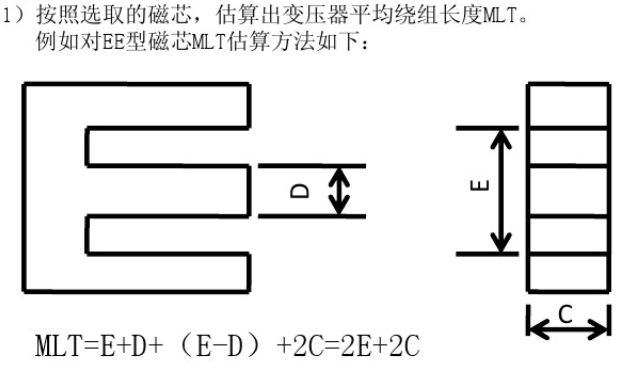 1）按照选取的磁芯，估算出变压器平均绕组长度MLT。
例如对EE型磁芯MLT估算方法如下：
D
E
C
MLT=E+D+（E-D）+2C=2E+2C